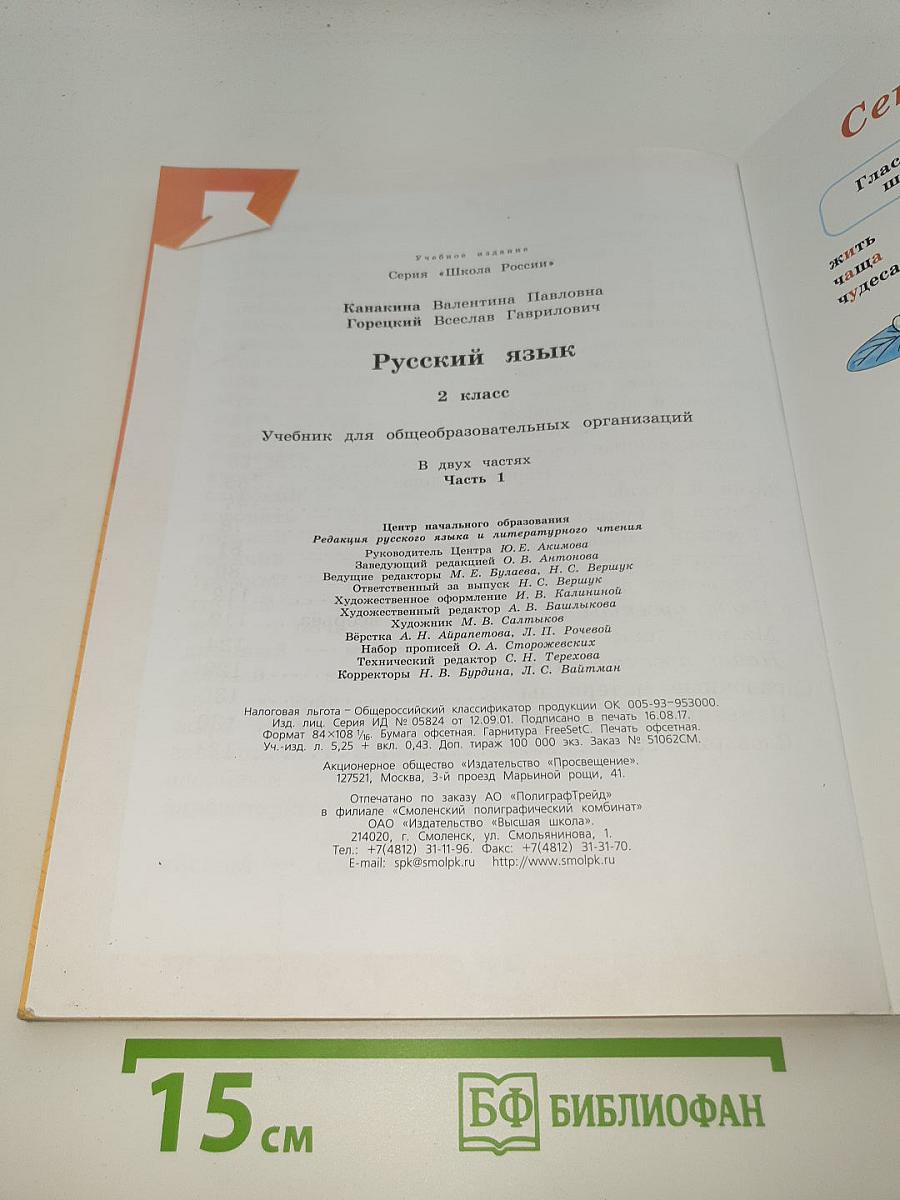 Учебное издание
Серия «Школа России»
Канакина Валентина Павловна
Горецкий Всеслав Гаврилович
Русский язык
2 класс
Учебник для общеобразовательных организаций
В двух частях
Часть 1
Центр начального образования
Редакция русского языка и литературного чтения
Руководитель Центра Ю. Е. Акимова
Заведующий редакцией О. В. Антонова
Ведущие редакторы М. Е. Булаева, Н. С. Вершук
Ответственный за выпуск Н. С. Вершук
Художественное оформление И. В. Калининой
Художественный редактор А. В. Башлыкова
Художник М. В. Салтыков
Вёрстка А. Н. Айрапетова, Л. П. Рочевой
Набор прописей О. А. Сторожевских
Технический редактор С. Н. Терехова
Корректоры Н. В. Бурдина, Л. С. Вайтман
Налоговая льгота – Общероссийский классификатор продукции ОК 005-93–953000.
Изд. лиц. Серия ИД № 05824 от 12.09.01. Подписано в печать 16.08.17.
Формат 84×108 1/16. Бумага офсетная. Гарнитура FreeSetC. Печать офсетная.
Уч.-изд. л. 5,25 + вкл. 0,43. Доп. тираж 100 000 экз. Заказ № 51062СМ.
Акционерное общество «Издательство «Просвещение».
127521, Москва, 3-й проезд Марьиной рощи, 41.
Отпечатано по заказу АО «ПолиграфТрейд»
в филиале «Смоленский полиграфический комбинат»
ОАО «Издательство «Высшая школа».
214020, г. Смоленск, ул. Смольянинова, 1.
Тел.: +7(4812) 31-11-96. Факс: +7(4812) 31-31-70.
E-mail: spk@smolpk.ru http://www.smolpk.ru
жить
чаща
чудеса
15 см
БФ БИБЛИОФАН